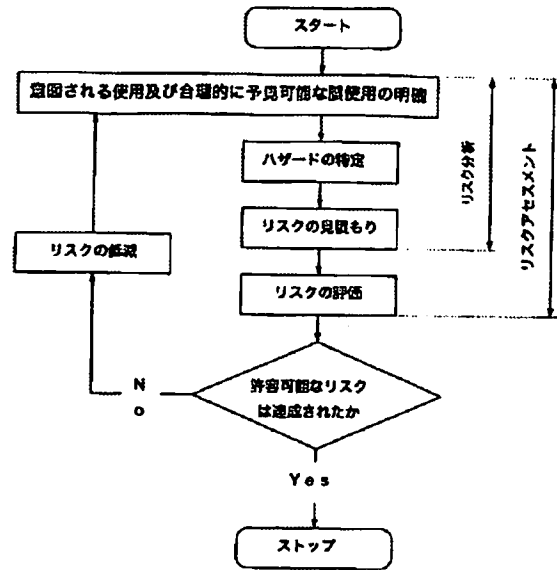 スタート
意図される使用及び合理的に予見可能な誤使用の明確
ハザードの特定
リスクの見積もり
リスクの低減
リスクの評価
リスク分析
リスクアセスメント
許容可能なリスク
は達成されたか
No
Yes
ストップ